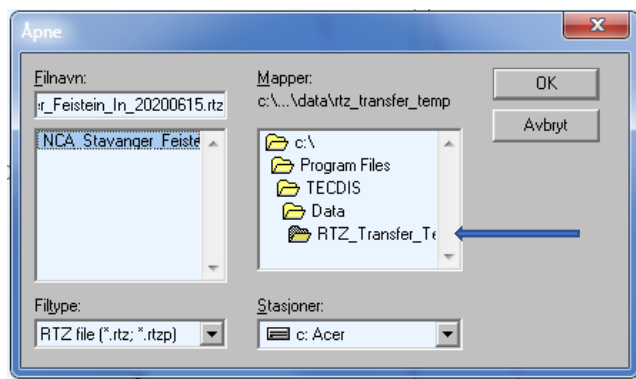 Åpne
Filnavn:
r_Feistein_In_20200615.rtz
NCA_Stavanger_Feiste
Mapper:
c:\...\data\rtz_transfer_temp
c:\
Program Files
TECDIS
Data
RTZ_Transfer_Te
OK
Avbryt
Filtype:
RTZ file (*.rtz; *.rtzp)
Stasjoner:
c: Acer